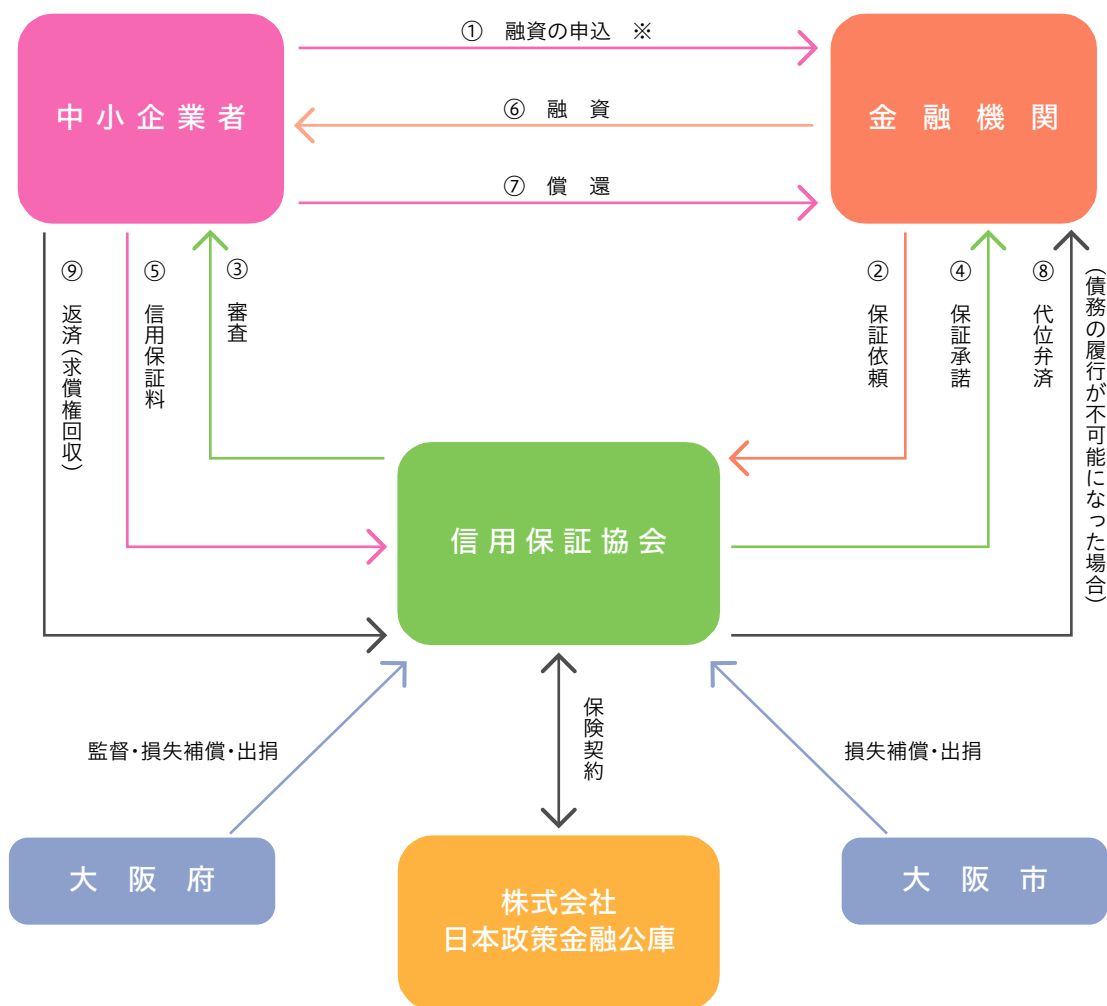 ① 融資の申込 ※
中小企業者
金融機関
⑥ 融資
⑦ 償還
⑨ 返済(求償権回収)
⑤ 信用保証料
③ 審査
② 保証依頼
④ 保証承諾
⑧ 代位弁済
(債務の履行が不可能になった場合)
信用保証協会
保険契約
監督・損失補償・出捐
損失補償・出捐
大阪府
株式会社
日本政策金融公庫
大阪市